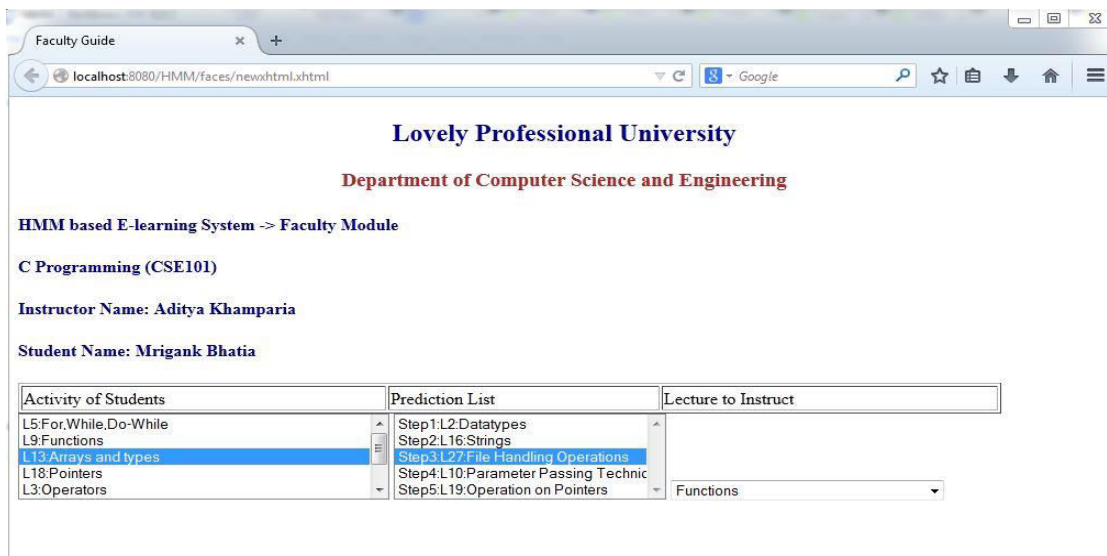 Faculty Guide
localhost:8080/HMM/faces/newxhtml.xhtml
Google
Lovely Professional University
Department of Computer Science and Engineering
HMM based E-learning System -> Faculty Module
C Programming (CSE101)
Instructor Name: Aditya Khamparia
Student Name: Mrigank Bhatia
Activity of Students Prediction List Lecture to Instruct
L5:For,While,Do-While Step1:L2:Datatypes
L9:Functions Step2:L16:Strings
L13:Arrays and types Step3:L27:File Handling Operations
L18:Pointers Step4:L10:Parameter Passing Technic
L3:Operators Step5:L19:Operation on Pointers Functions